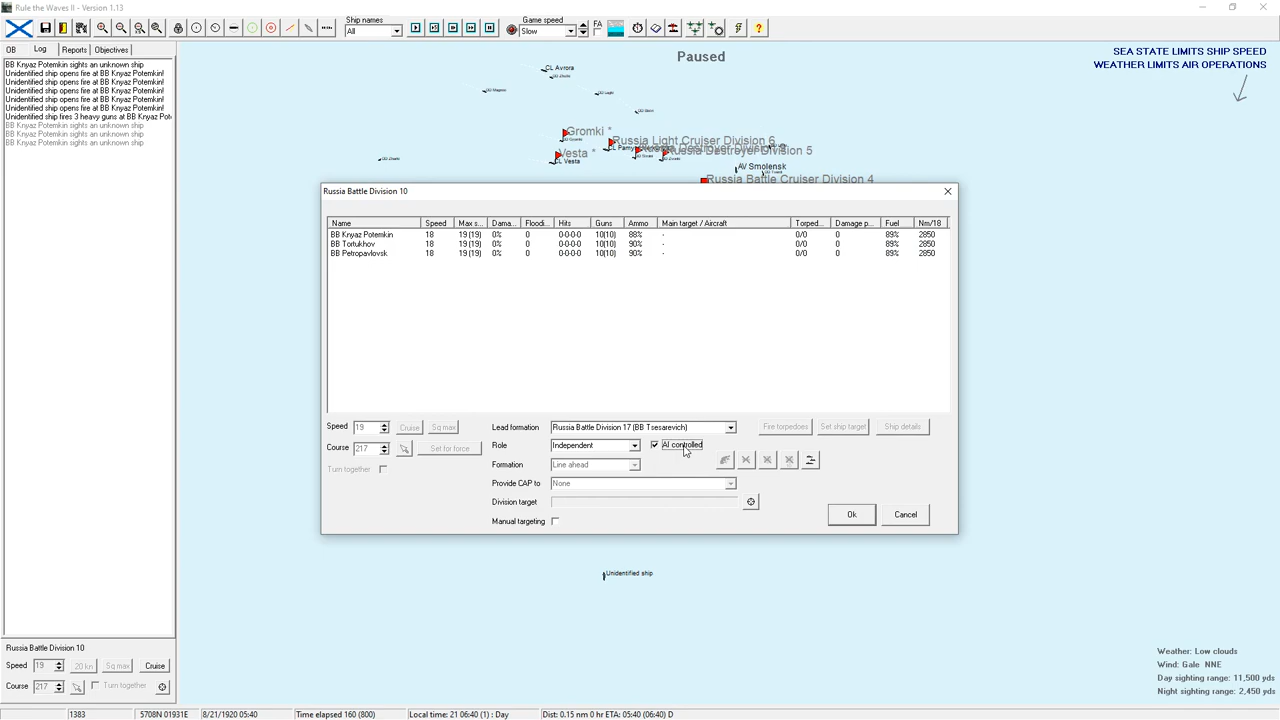 Rule the Waves II - Version 1.13
Ship names
All
Game speed
Slow
FA
OB Log Reports Objectives
BB Knyaz Potemkin sights an unknown ship
Unidentified ship opens fire at BB Knyaz Potemkin!
Unidentified ship opens fire at BB Knyaz Potemkin!
Unidentified ship opens fire at BB Knyaz Potemkin!
Unidentified ship opens fire at BB Knyaz Potemkin!
Unidentified ship fires 3 heavy guns at BB Knyaz Pot
BB Knyaz Potemkin sights an unknown ship
BB Knyaz Potemkin sights an unknown ship
BB Knyaz Potemkin sights an unknown ship
Paused
SEA STATE LIMITS SHIP SPEED
WEATHER LIMITS AIR OPERATIONS
CL Avrora
Gromki *
Russia Light Cruiser Division 6
Vesta *
CL Vesta
Russia Destroyer Division 5
AV Smolensk
Russia Battle Cruiser Division 4
Russia Battle Division 10
Name Speed Max s... Dama... Floodi... Hits Guns Ammo Main target / Aircraft Torped... Damage p... Fuel Nm/18
BB Knyaz Potemkin 18 19 (19) 0% 0 0-0-0-0 10(10) 88% - 0/0 0 89% 2850
BB Tortukhov 18 19 (19) 0% 0 0-0-0-0 10(10) 90% - 0/0 0 89% 2850
BB Petropavlovsk 18 19 (19) 0% 0 0-0-0-0 10(10) 90% - 0/0 0 89% 2850
Speed 19 Cruise Sq max
Course 217 Set for force
Turn together
Lead formation Russia Battle Division 17 (BB Tsesarevich)
Role Independent AI controlled
Formation Line ahead
Provide CAP to None
Division target
Manual targeting
Fire torpedoes Set ship target Ship details
Ok Cancel
Unidentified ship
Russia Battle Division 10
Speed 19 20 kn Sq max Cruise
Course 217 Turn together
Weather: Low clouds
Wind: Gale NNE
Day sighting range: 11,500 yds
Night sighting range: 2,450 yds
1383 5708N 01931E 8/21/1920 05:40 Time elapsed 160 (800) Local time: 21 06:40 (1) : Day Dist: 0.15 nm 0 hr ETA: 05:40 (06:40) D